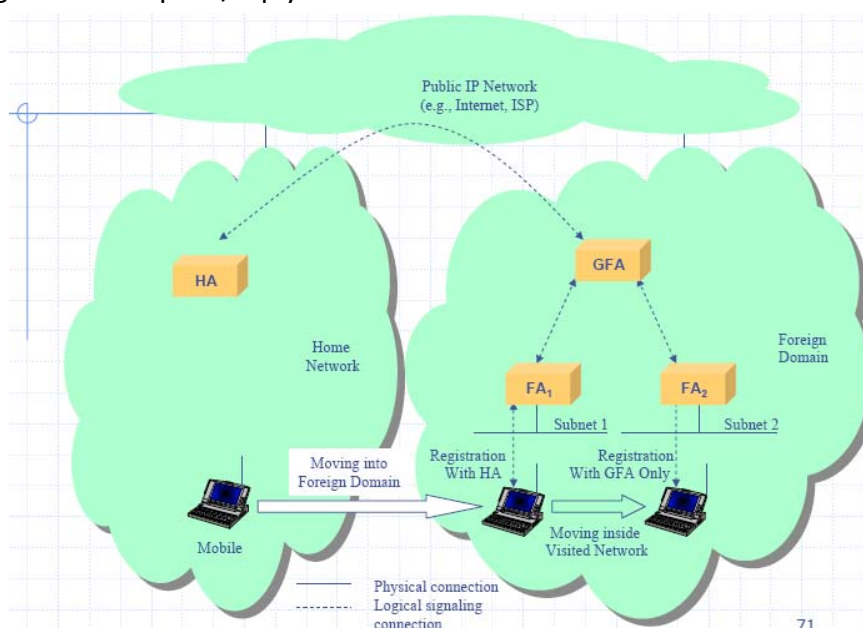 Public IP Network
(e.g., Internet, ISP)
HA
GFA
Home
Network
Foreign
Domain
FA1
FA2
Subnet 1
Subnet 2
Registration
With HA
Registration
With GFA Only
Moving into
Foreign Domain
Mobile
Moving inside
Visited Network
Physical connection
Logical signaling
connection
71